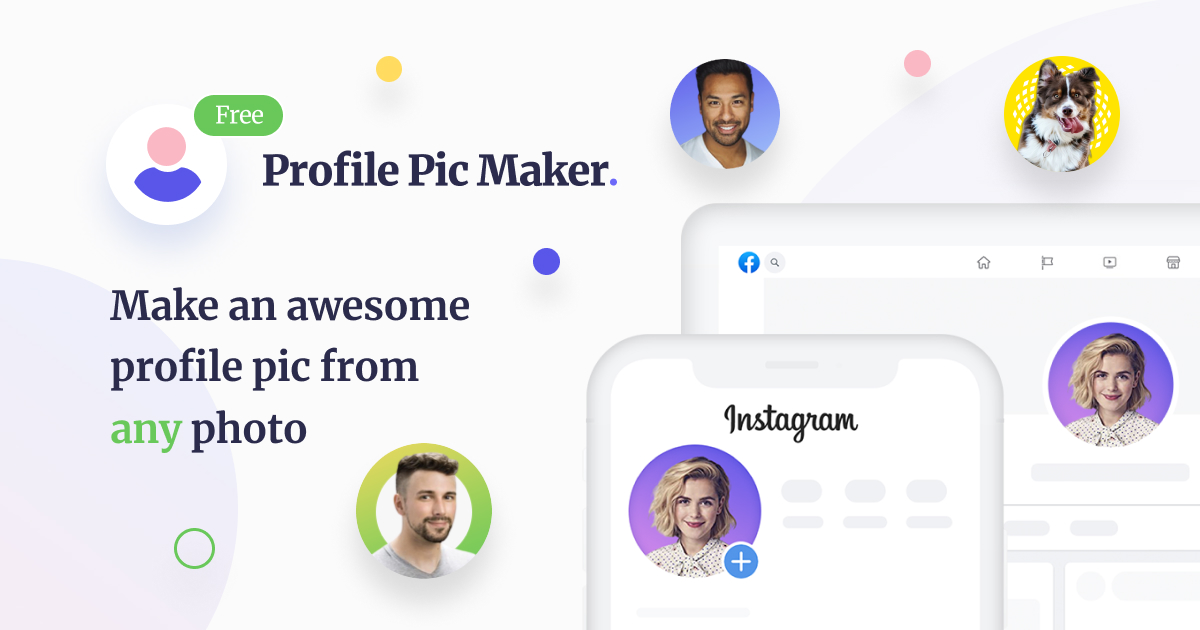 Free
Profile Pic Maker.
Make an awesome
profile pic from
any photo
Instagram